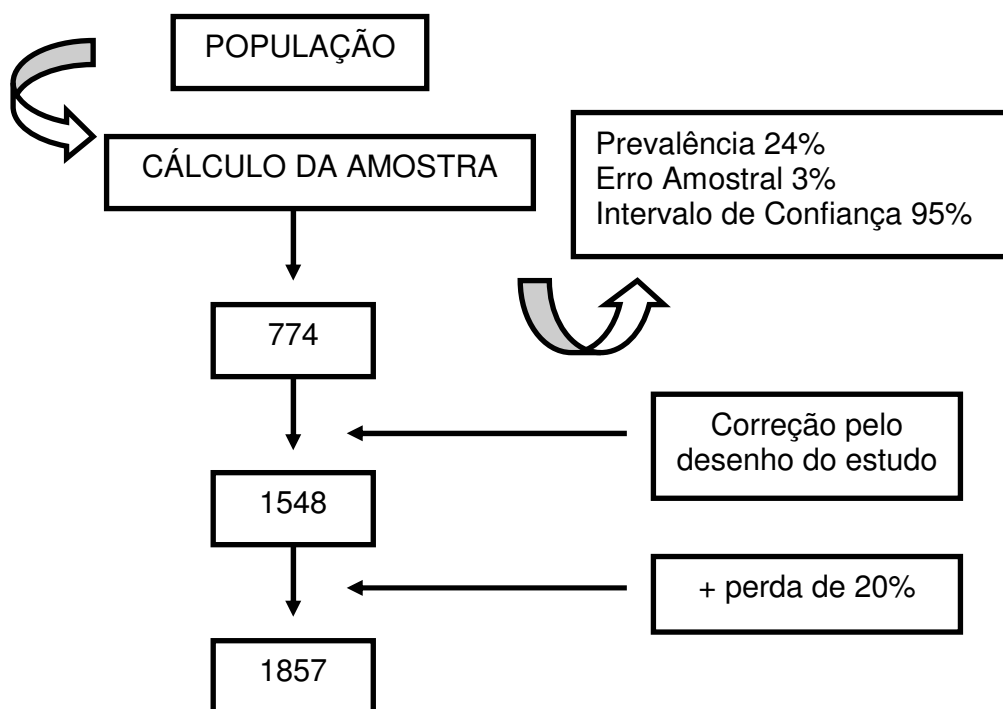 POPULAÇÃO
CÁLCULO DA AMOSTRA
Prevalência 24%
Erro Amostral 3%
Intervalo de Confiança 95%
774
Correção pelo
desenho do estudo
1548
+ perda de 20%
1857